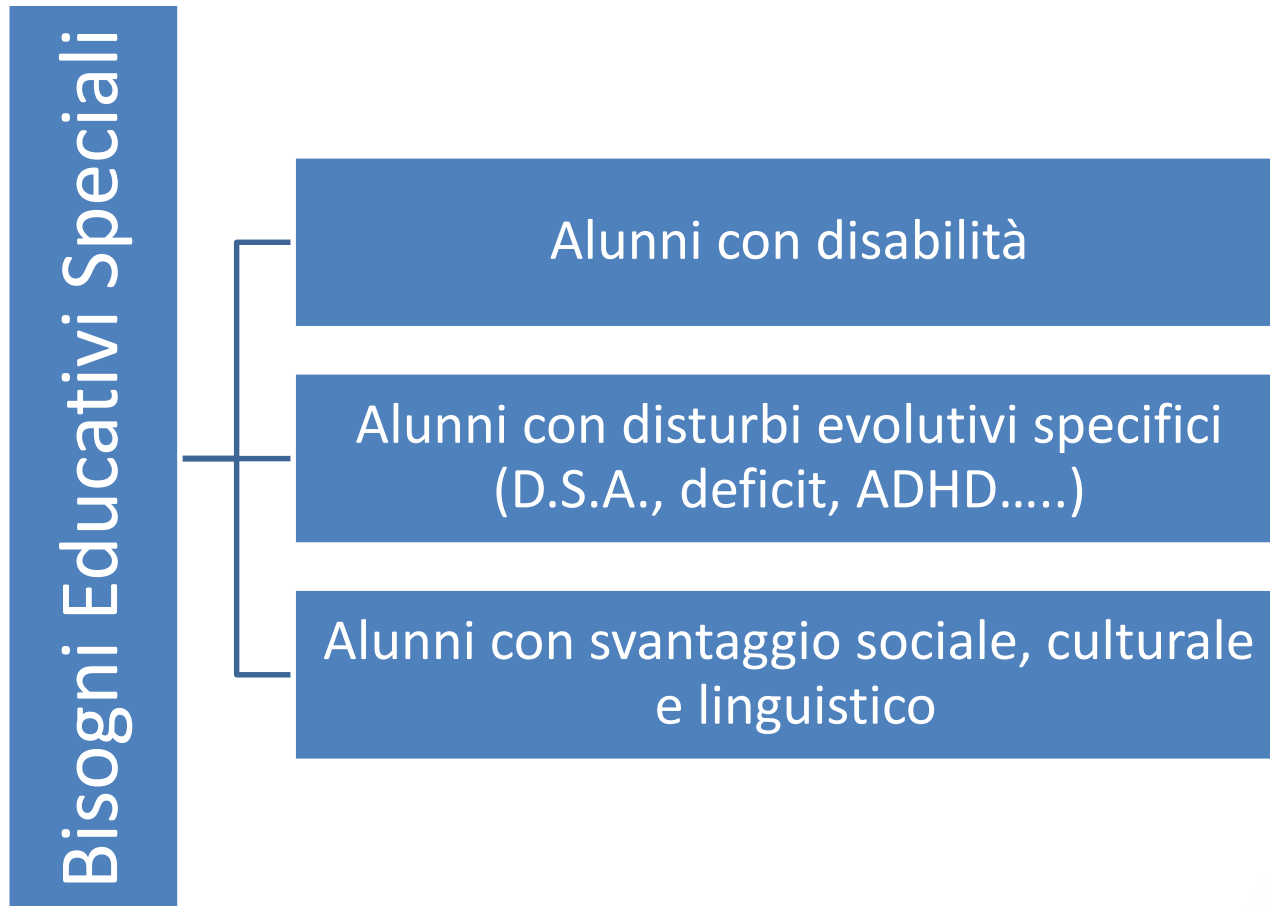 Bisogni Educativi Speciali
Alunni con disabilità
Alunni con disturbi evolutivi specifici
(D.S.A., deficit, ADHD…..)
Alunni con svantaggio sociale, culturale
e linguistico